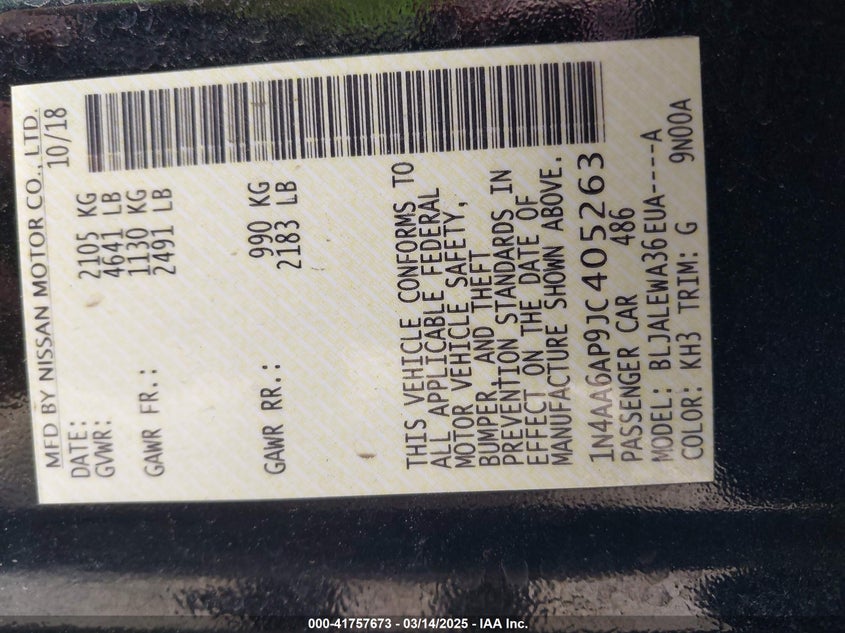 MFD BY NISSAN MOTOR CO., LTD.
DATE: 10/18
GVWR: 2105 KG
4641 LB
GAWR FR.: 1130 KG
2491 LB
GAWR RR.: 990 KG
2183 LB
THIS VEHICLE CONFORMS TO
ALL APPLICABLE FEDERAL
MOTOR VEHICLE SAFETY,
BUMPER, AND THEFT
PREVENTION STANDARDS IN
EFFECT ON THE DATE OF
MANUFACTURE SHOWN ABOVE.
1N4AA6AP9JC405263
PASSENGER CAR 486
MODEL: BLJALEWA36EUA----A
COLOR: KH3 TRIM: G 9N00A
000-41757673 - 03/14/2025 - IAA Inc.